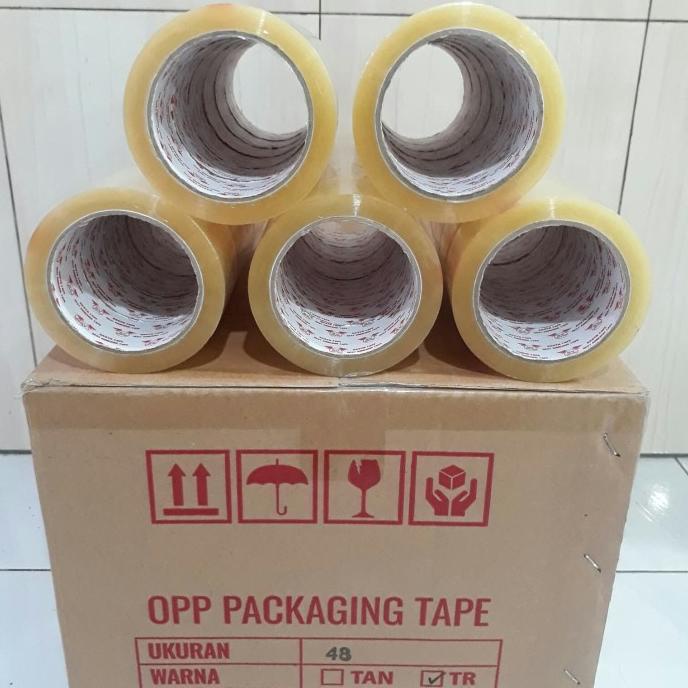 OPP PACKAGING TAPE
UKURAN 48
WARNA TAN TR